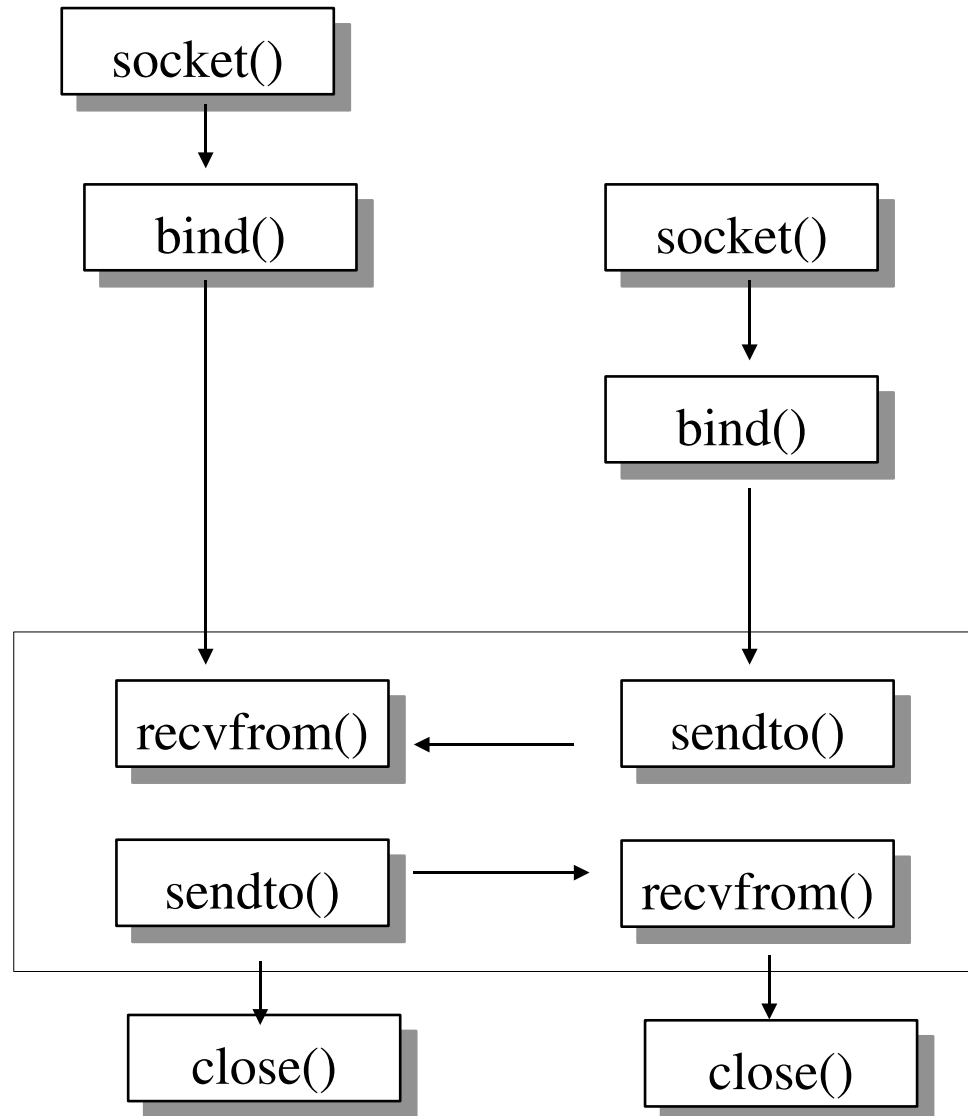 socket()
bind()
socket()
bind()
recvfrom()
sendto()
sendto()
recvfrom()
close()
close()